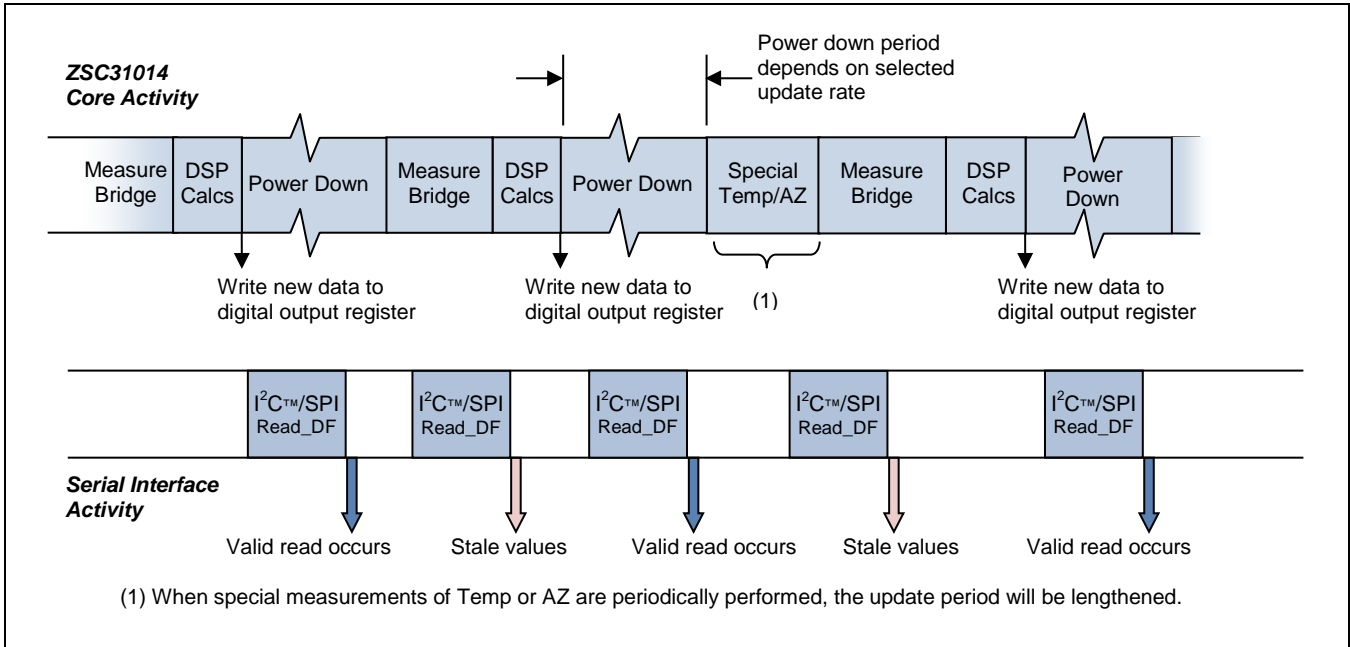 ZSC31014
Core Activity
Power down period
depends on selected
update rate
Measure
Bridge
DSP
Calcs
Power Down
Measure
Bridge
DSP
Calcs
Power Down
Special
Temp/AZ
Measure
Bridge
DSP
Calcs
Power
Down
Write new data to
digital output register
Write new data to
digital output register
(1)
Write new data to
digital output register
I²C™/SPI
Read_DF
I²C™/SPI
Read_DF
I²C™/SPI
Read_DF
I²C™/SPI
Read_DF
I²C™/SPI
Read_DF
Serial Interface
Activity
Valid read occurs
Stale values
Valid read occurs
Stale values
Valid read occurs
(1) When special measurements of Temp or AZ are periodically performed, the update period will be lengthened.